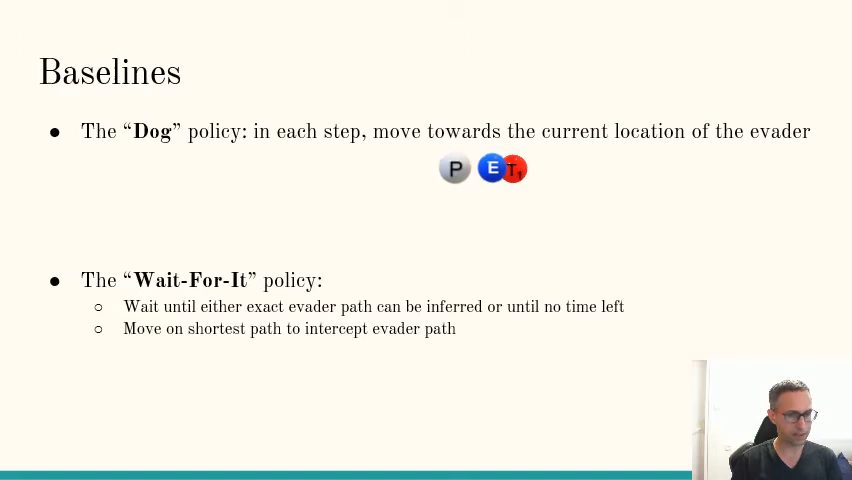 Baselines
● The “Dog” policy: in each step, move towards the current location of the evader
P E T1
● The “Wait-For-It” policy:
○ Wait until either exact evader path can be inferred or until no time left
○ Move on shortest path to intercept evader path